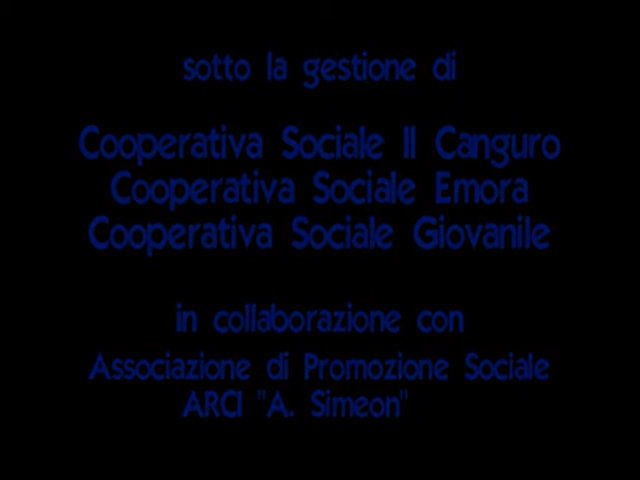 sotto la gestione di
Cooperativa Sociale Il Canguro
Cooperativa Sociale Emora
Cooperativa Sociale Giovanile
in collaborazione con
Associazione di Promozione Sociale
ARCI "A. Simeon"